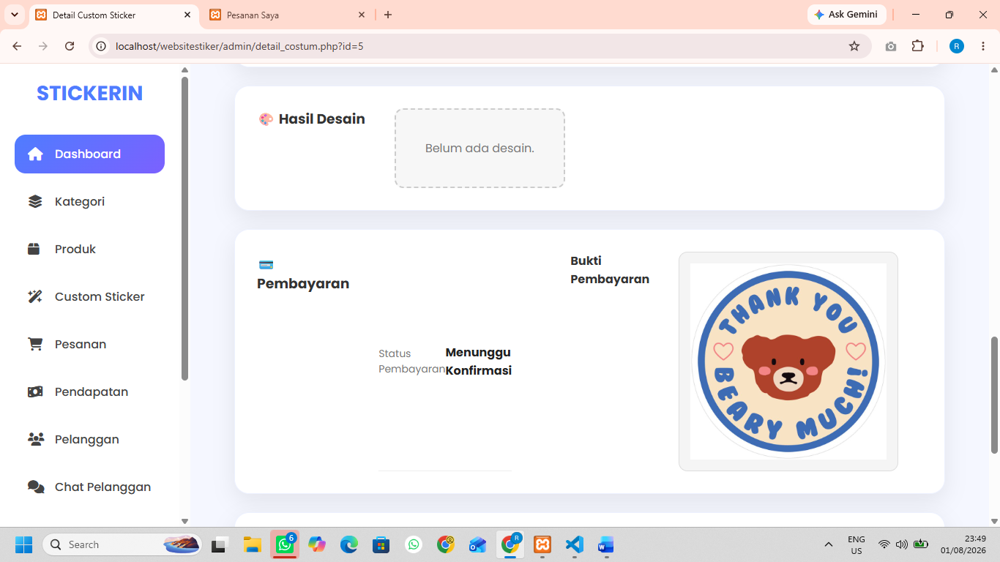 Detail Custom Sticker
Pesanan Saya
Ask Gemini
localhost/websitestiker/admin/detail_costum.php?id=5
R
STICKERIN
Dashboard
Kategori
Produk
Custom Sticker
Pesanan
Pendapatan
Pelanggan
Chat Pelanggan
Hasil Desain
Belum ada desain.
Pembayaran
Status
Pembayaran
Menunggu
Konfirmasi
Bukti
Pembayaran
THANK YOU
BEARY MUCH!
Search
6
R
ENG
US
23:49
01/08/2026